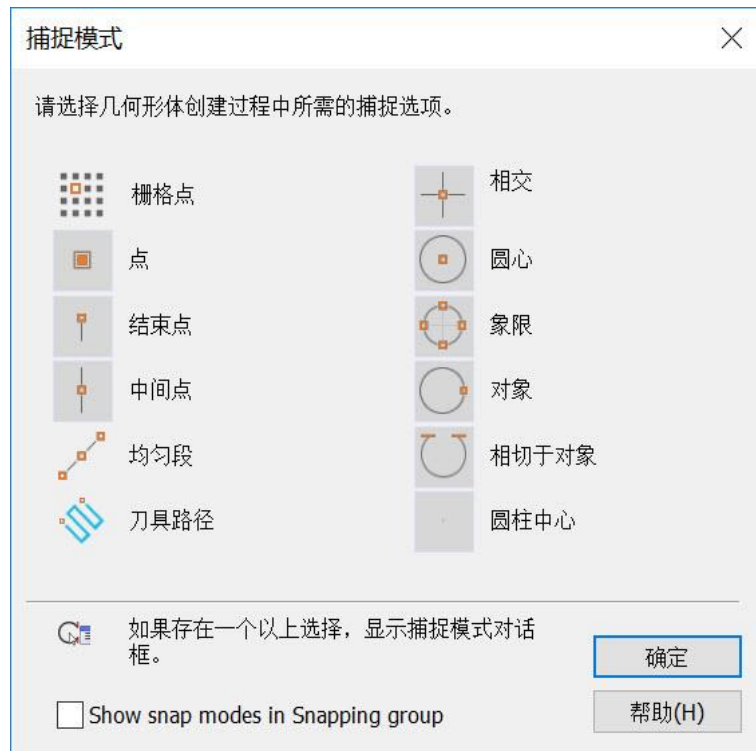 捕捉模式
请选择几何形体创建过程中所需的捕捉选项。
栅格点
相交
点
圆心
结束点
象限
中间点
对象
均匀段
相切于对象
刀具路径
圆柱中心
如果存在一个以上选择，显示捕捉模式对话
框。
确定
Show snap modes in Snapping group
帮助(H)